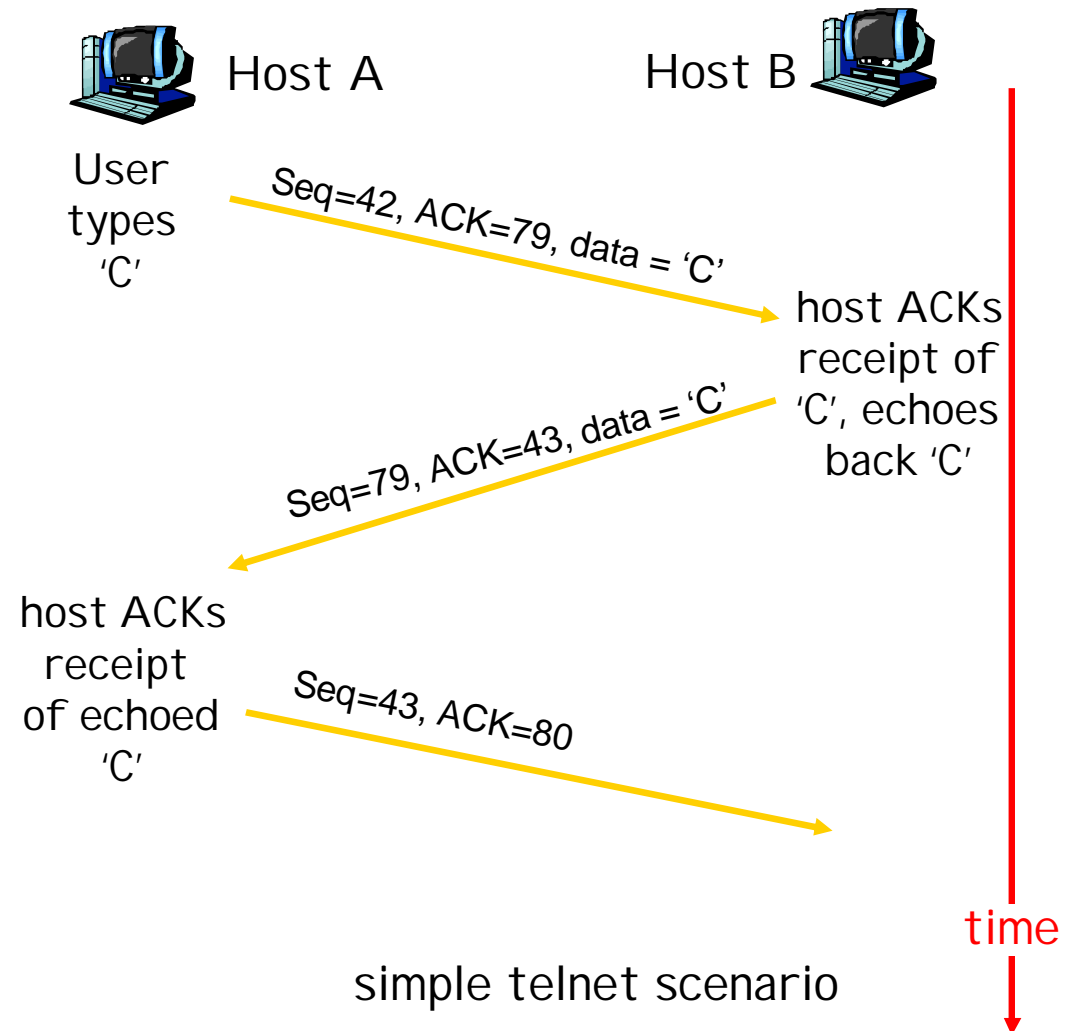 Host A
Host B
User
types
‘C’
Seq=42, ACK=79, data = ‘C’
host ACKs
receipt of
‘C’, echoes
back ‘C’
Seq=79, ACK=43, data = ‘C’
host ACKs
receipt
of echoed
‘C’
Seq=43, ACK=80
time
simple telnet scenario